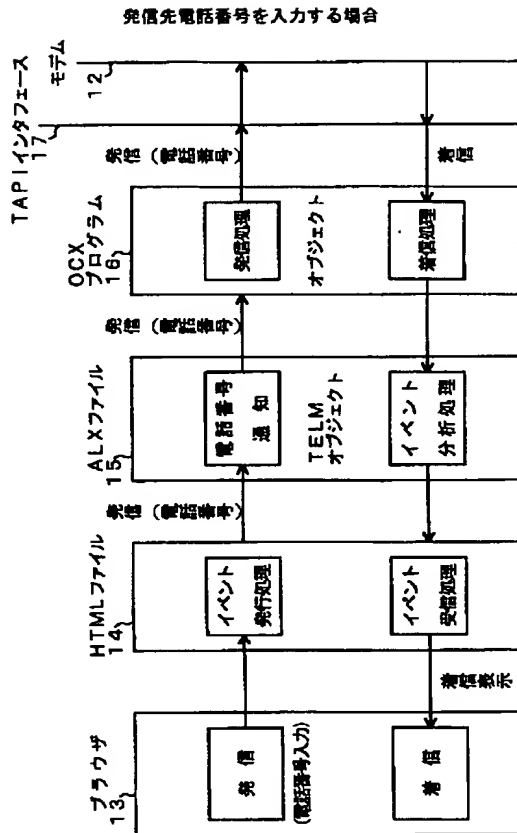 発信先電話番号を入力する場合
ブラウザ
13
発信
(電話番号入力)
着信
HTMLファイル
14
イベント
発行処理
イベント
受信処理
着信表示
発信(電話番号)
ALXファイル
15
電話番号
通知
TELM
オブジェクト
イベント
分析処理
発信(電話番号)
OCX
プログラム
16
発信処理
オブジェクト
着信処理
発信(電話番号)
着信
TAPIインタフェース
17
モデム
12